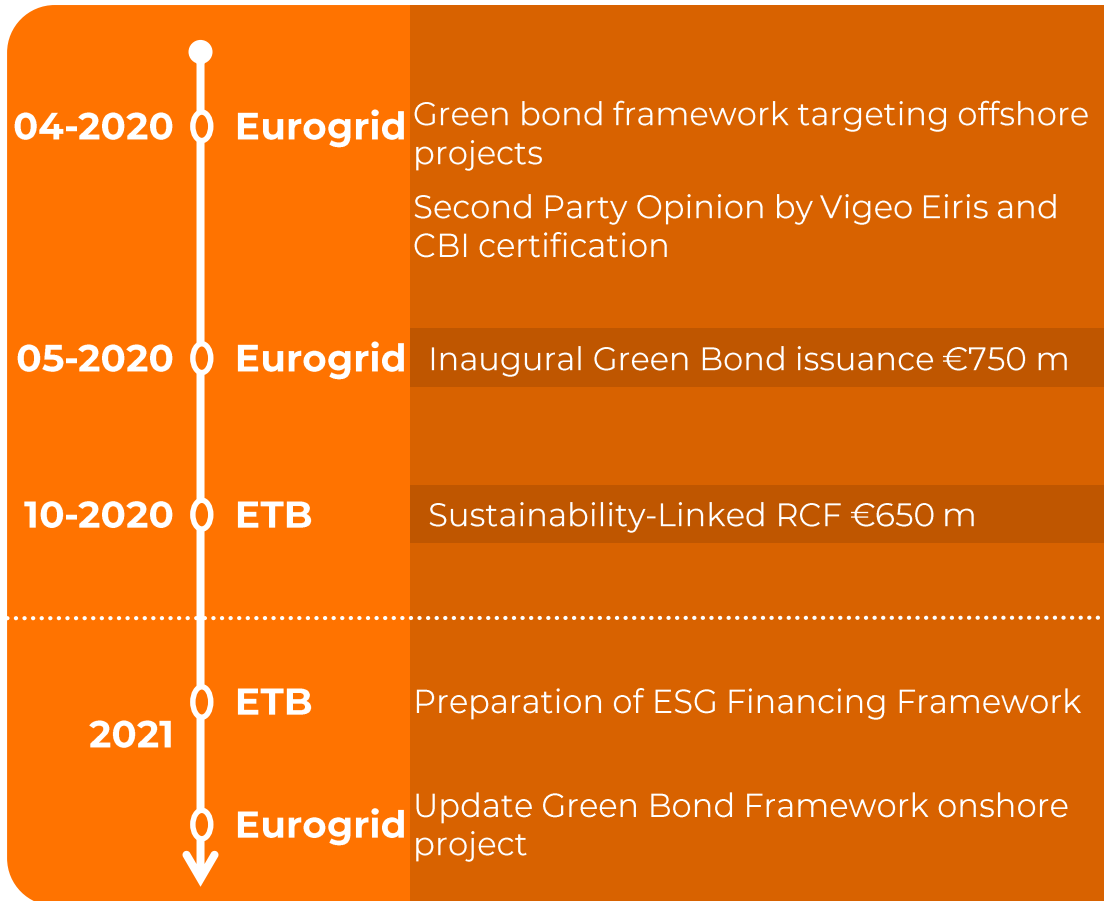 04-2020 Eurogrid Green bond framework targeting offshore
projects
Second Party Opinion by Vigeo Eiris and
CBI certification
05-2020 Eurogrid Inaugural Green Bond issuance €750 m
10-2020 ETB Sustainability-Linked RCF €650 m
2021
ETB Preparation of ESG Financing Framework
Eurogrid Update Green Bond Framework onshore
project